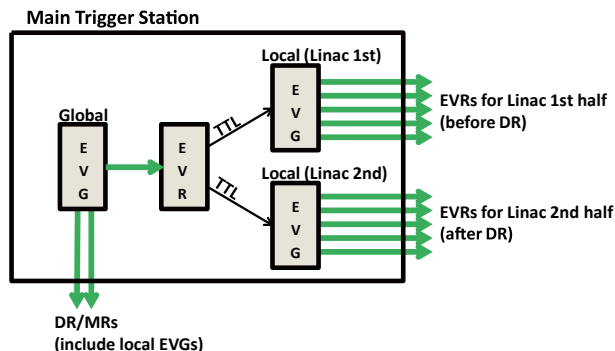 Main Trigger Station
Local (Linac 1st)
E
V
G
EVRs for Linac 1st half
(before DR)
Global
E
V
G
E
V
R
TTL
TTL
Local (Linac 2nd)
E
V
G
EVRs for Linac 2nd half
(after DR)
DR/MRs
(include local EVGs)